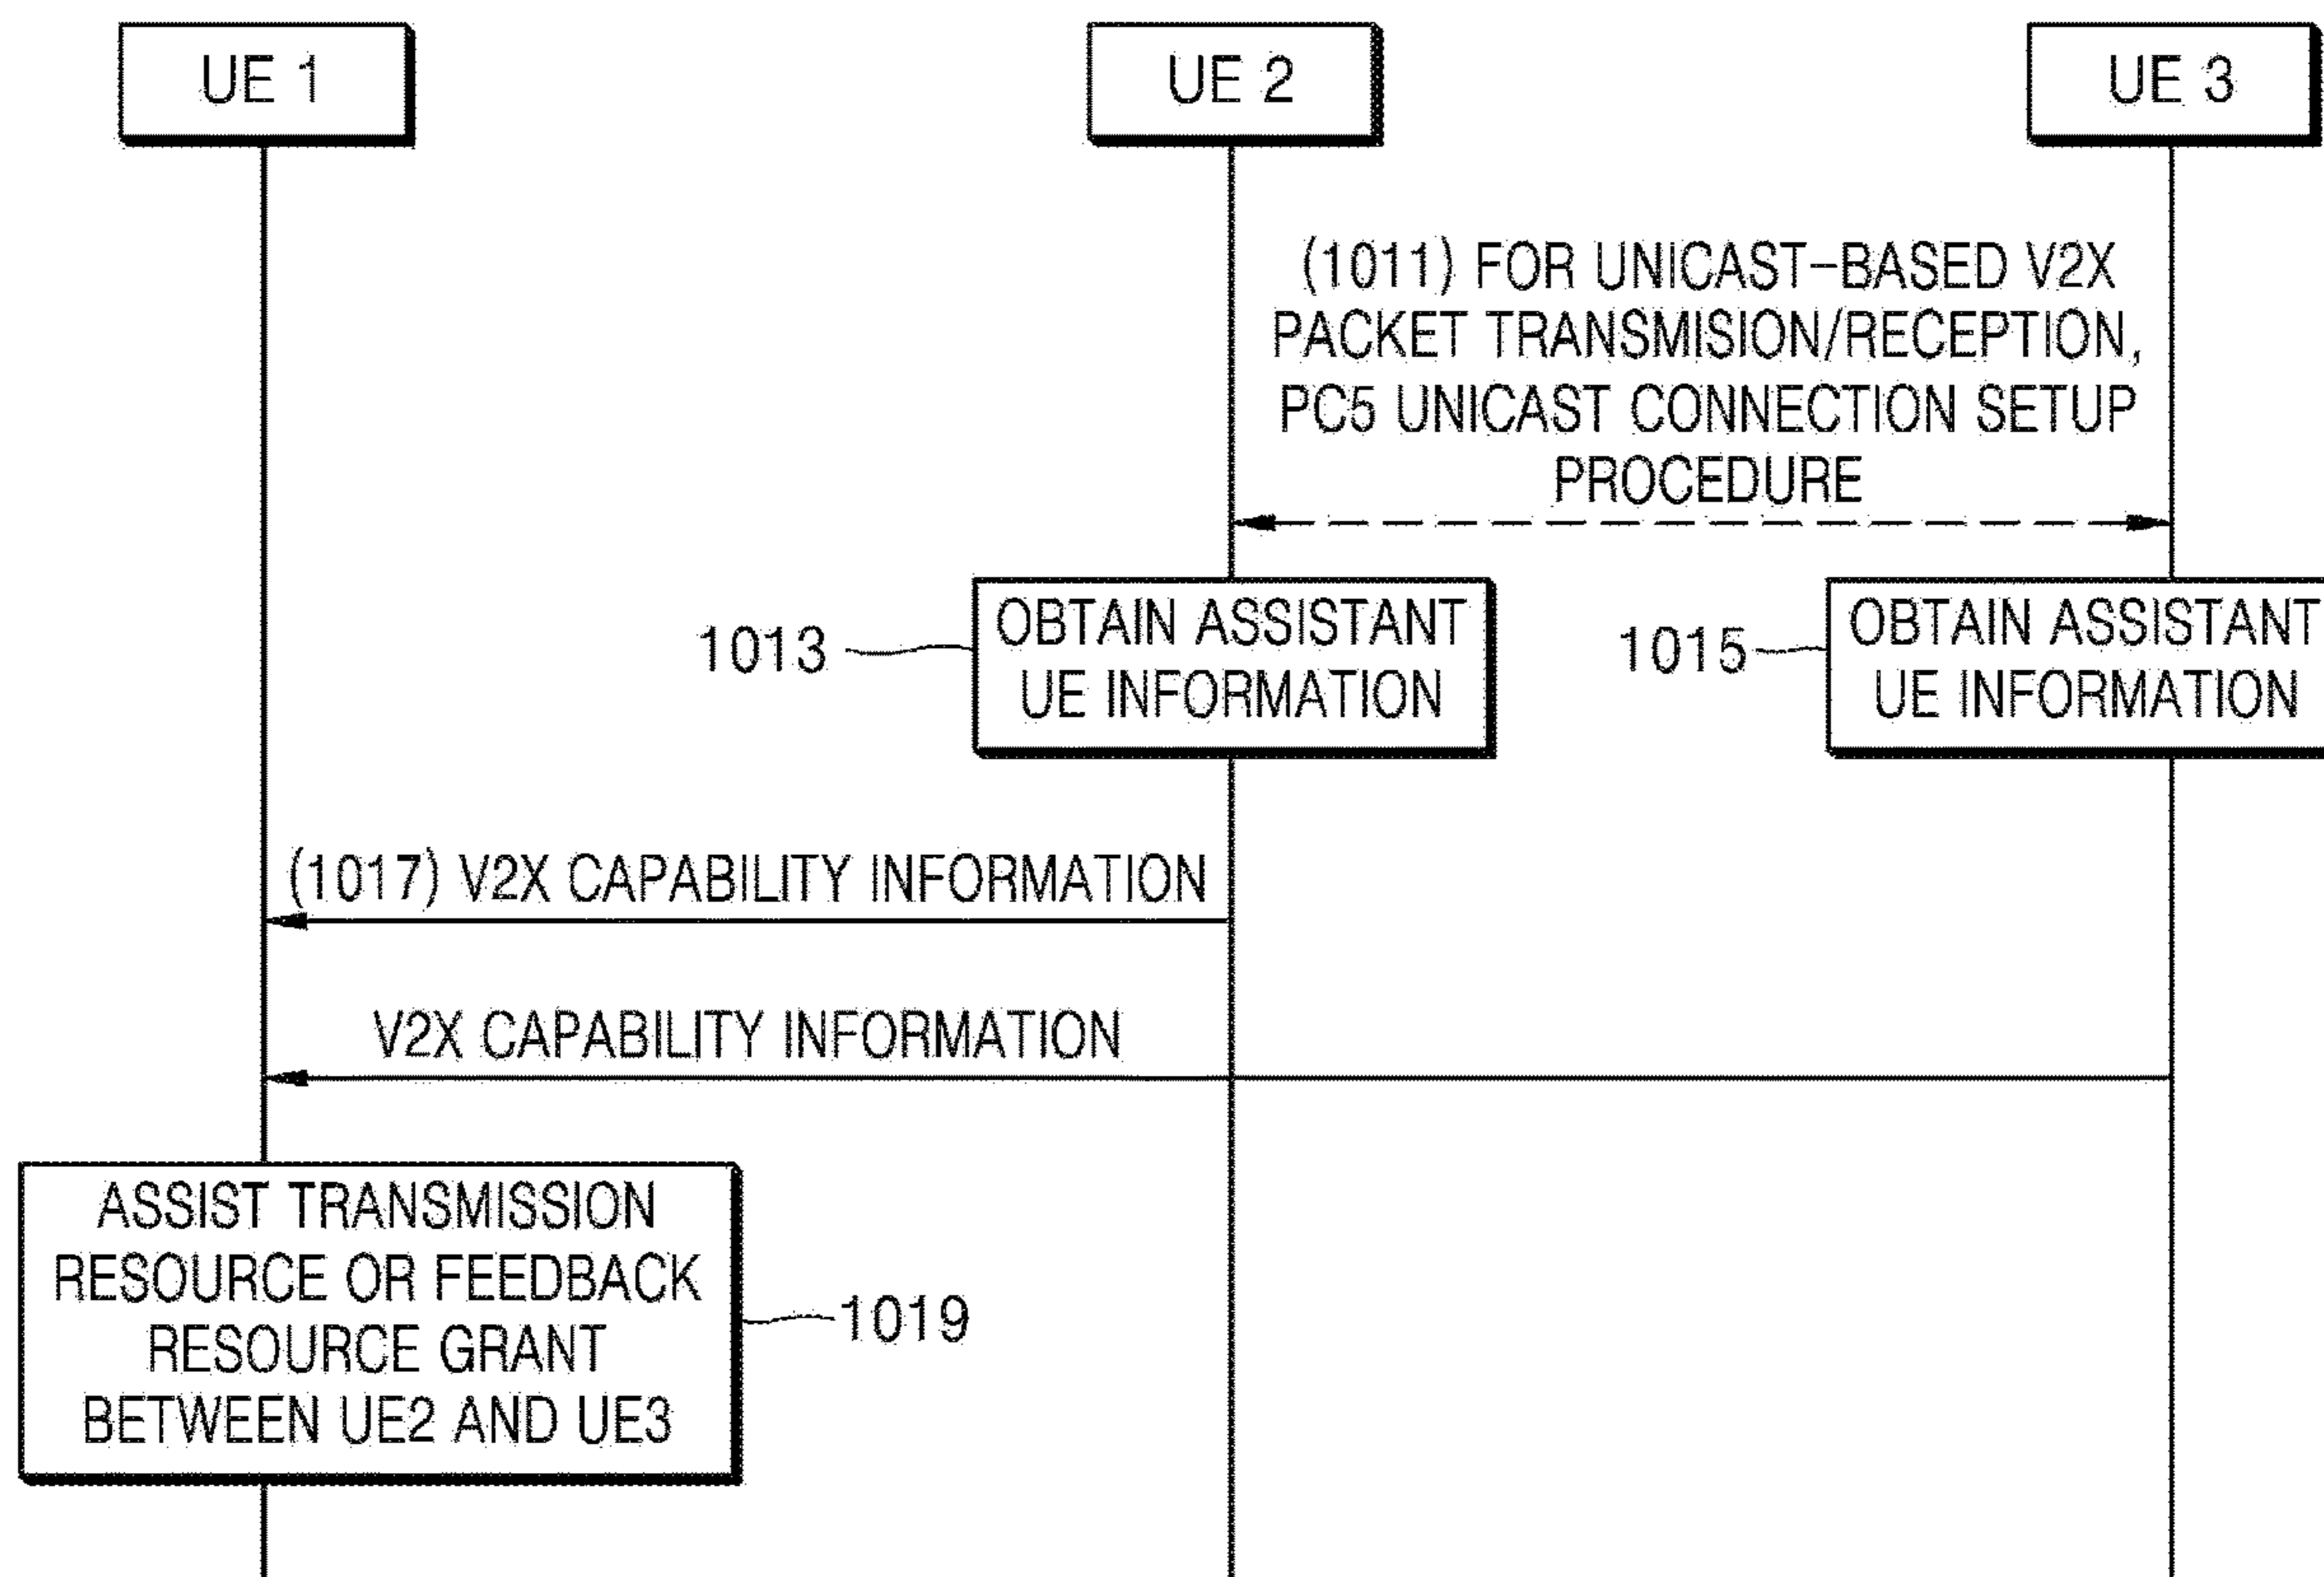 UE 1
UE 2
UE 3
(1011) FOR UNICAST-BASED V2X
PACKET TRANSMISION/RECEPTION,
PC5 UNICAST CONNECTION SETUP
PROCEDURE
1013
OBTAIN ASSISTANT
UE INFORMATION
1015
OBTAIN ASSISTANT
UE INFORMATION
(1017) V2X CAPABILITY INFORMATION
V2X CAPABILITY INFORMATION
ASSIST TRANSMISSION
RESOURCE OR FEEDBACK
RESOURCE GRANT
BETWEEN UE2 AND UE3
1019